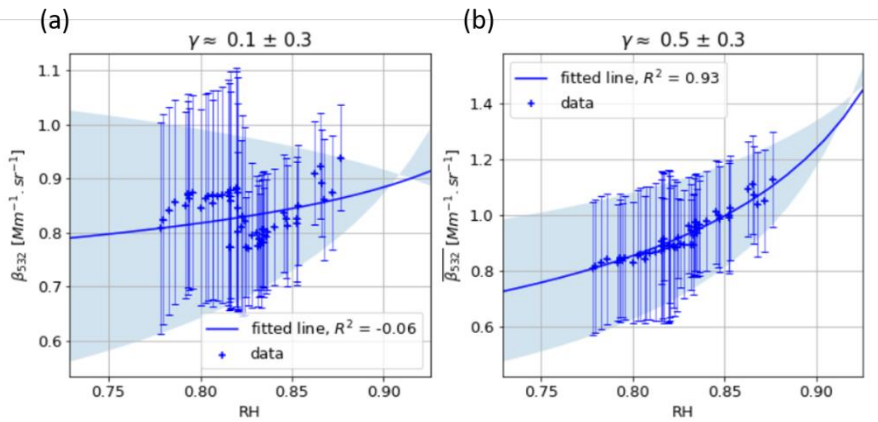 (a)
γ ≈ 0.1 ± 0.3
β532 [Mm⁻¹. sr⁻¹]
1.1
1.0
0.9
0.8
0.7
0.6
fitted line, R² = -0.06
data
0.75 0.80 0.85 0.90
RH
(b)
γ ≈ 0.5 ± 0.3
β̅532 [Mm⁻¹. sr⁻¹]
1.4
1.2
1.0
0.8
0.6
fitted line, R² = 0.93
data
0.75 0.80 0.85 0.90
RH